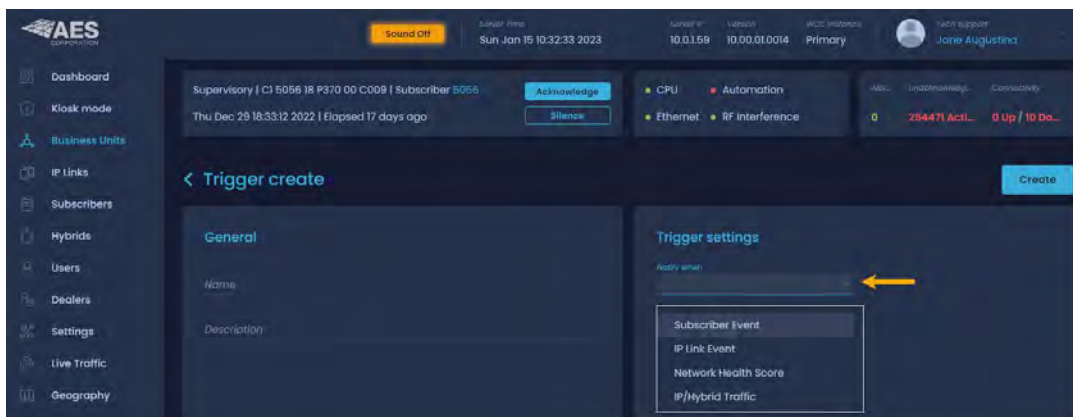 AES
CORPORATION
Sound Off
Server Time
Sun Jan 15 10:32:33 2023
Server IP
10.0.1.59
Version
10.00.01.0014
Primary
Tech support
Jane Augustina
Dashboard
Kiosk mode
Business Units
IP Links
Subscribers
Hybrids
Users
Dealers
Settings
Live Traffic
Geography
Supervisory | C1 5056 18 P370 00 C009 | Subscriber 5056
Thu Dec 29 18:33:12 2022 | Elapsed 17 days ago
Acknowledge
Silence
CPU
Automation
Ethernet
RF Interference
0
264471 Acti...
Connectivity
0 Up / 10 Do...
Trigger create
Create
General
Name
Description
Trigger settings
Notify when
Subscriber Event
IP Link Event
Network Health Score
IP/Hybrid Traffic